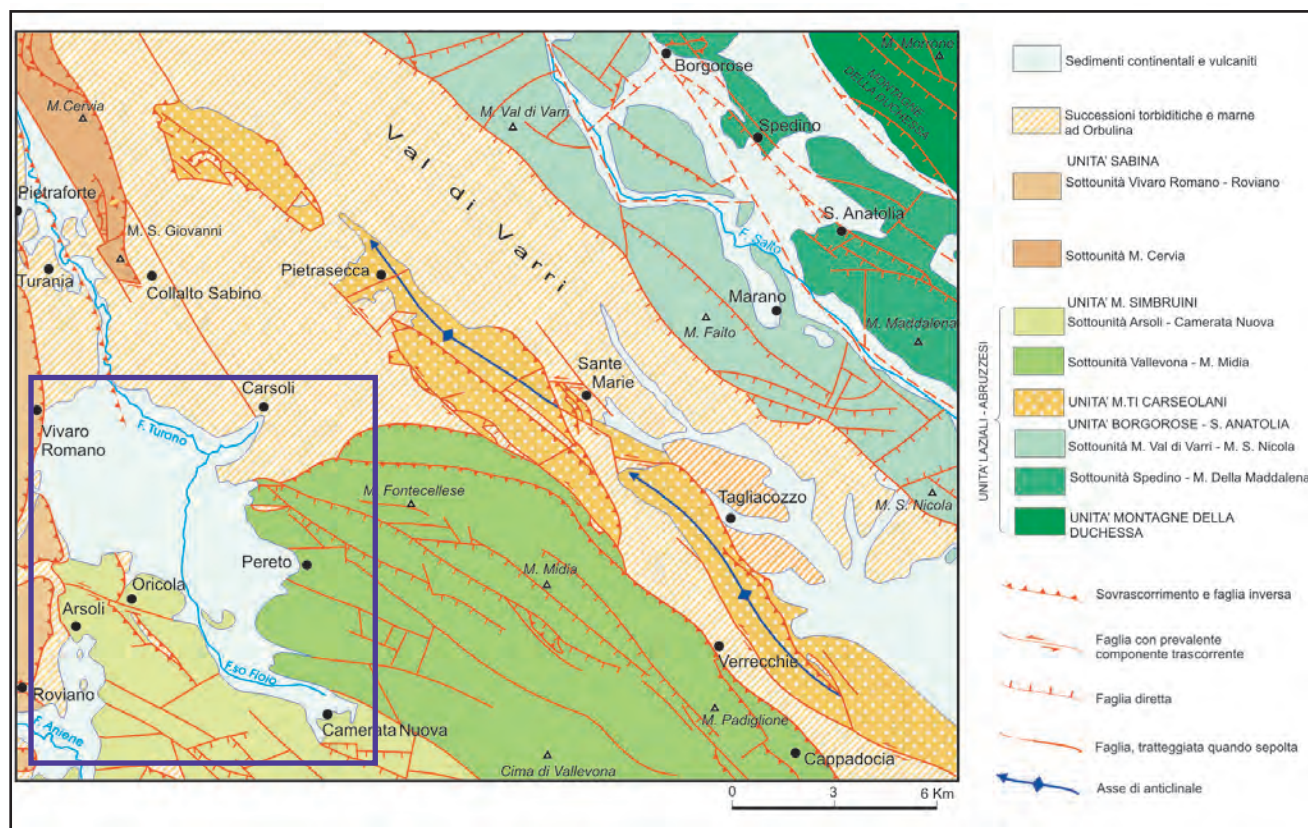 M. Morrone
MONTAGNE
DELLA DUCHESSA
Borgorose
M. Cervia
M. Val di Varri
Spedino
Val di Varri
Pietraforte
S. Anatolia
M. S. Giovanni
F. Salto
Turania
Collalto Sabino
Pietrasecca
Marano
M. Faito
M. Maddalena
Sante
Marie
Carsoli
Vivaro
Romano
F. Turano
M. Fontecellese
Tagliacozzo
M. S. Nicola
Pereto
M. Midia
Oricola
Arsoli
Verrecchie
F.so Fioio
Roviano
M. Padiglione
F. Aniene
Camerata Nuova
Cima di Vallevona
Cappadocia
0 3 6 Km
Sedimenti continentali e vulcaniti
Successioni torbiditiche e marne
ad Orbulina
UNITA' SABINA
Sottounità Vivaro Romano - Roviano
Sottounità M. Cervia
UNITA' LAZIALI - ABRUZZESI
UNITA' M. SIMBRUINI
Sottounità Arsoli - Camerata Nuova
Sottounità Vallevona - M. Midia
UNITA' M.TI CARSEOLANI
UNITA' BORGOROSE - S. ANATOLIA
Sottounità M. Val di Varri - M. S. Nicola
Sottounità Spedino - M. Della Maddalena
UNITA' MONTAGNE DELLA
DUCHESSA
Sovrascorrimento e faglia inversa
Faglia con prevalente
componente trascorrente
Faglia diretta
Faglia, tratteggiata quando sepolta
Asse di anticlinale